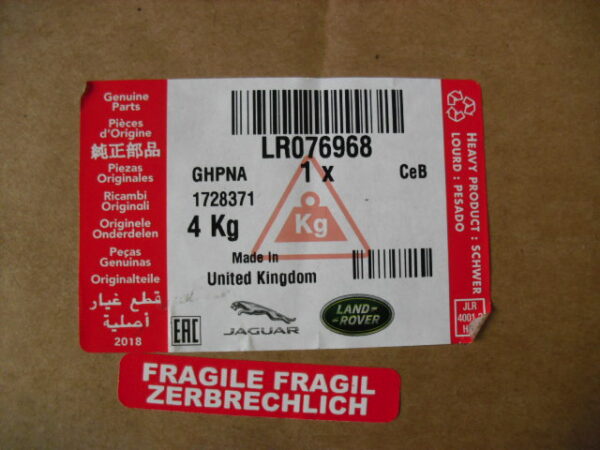 Genuine
Parts
Pièces
d'Origine
純正部品
Piezas
Originales
Ricambi
Originali
Originele
Onderdelen
Peças
Genuínas
Originalteile
قطع غيار
أصلية
2018
LR076968
GHPNA 1 x CeB
1728371
4 Kg
Kg
Made In
United Kingdom
EAC
JAGUAR
LAND-
ROVER
HEAVY PRODUCT : SCHWER
LOURD : PESADO
JLR
FRAGILE FRAGIL
ZERBRECHLICH